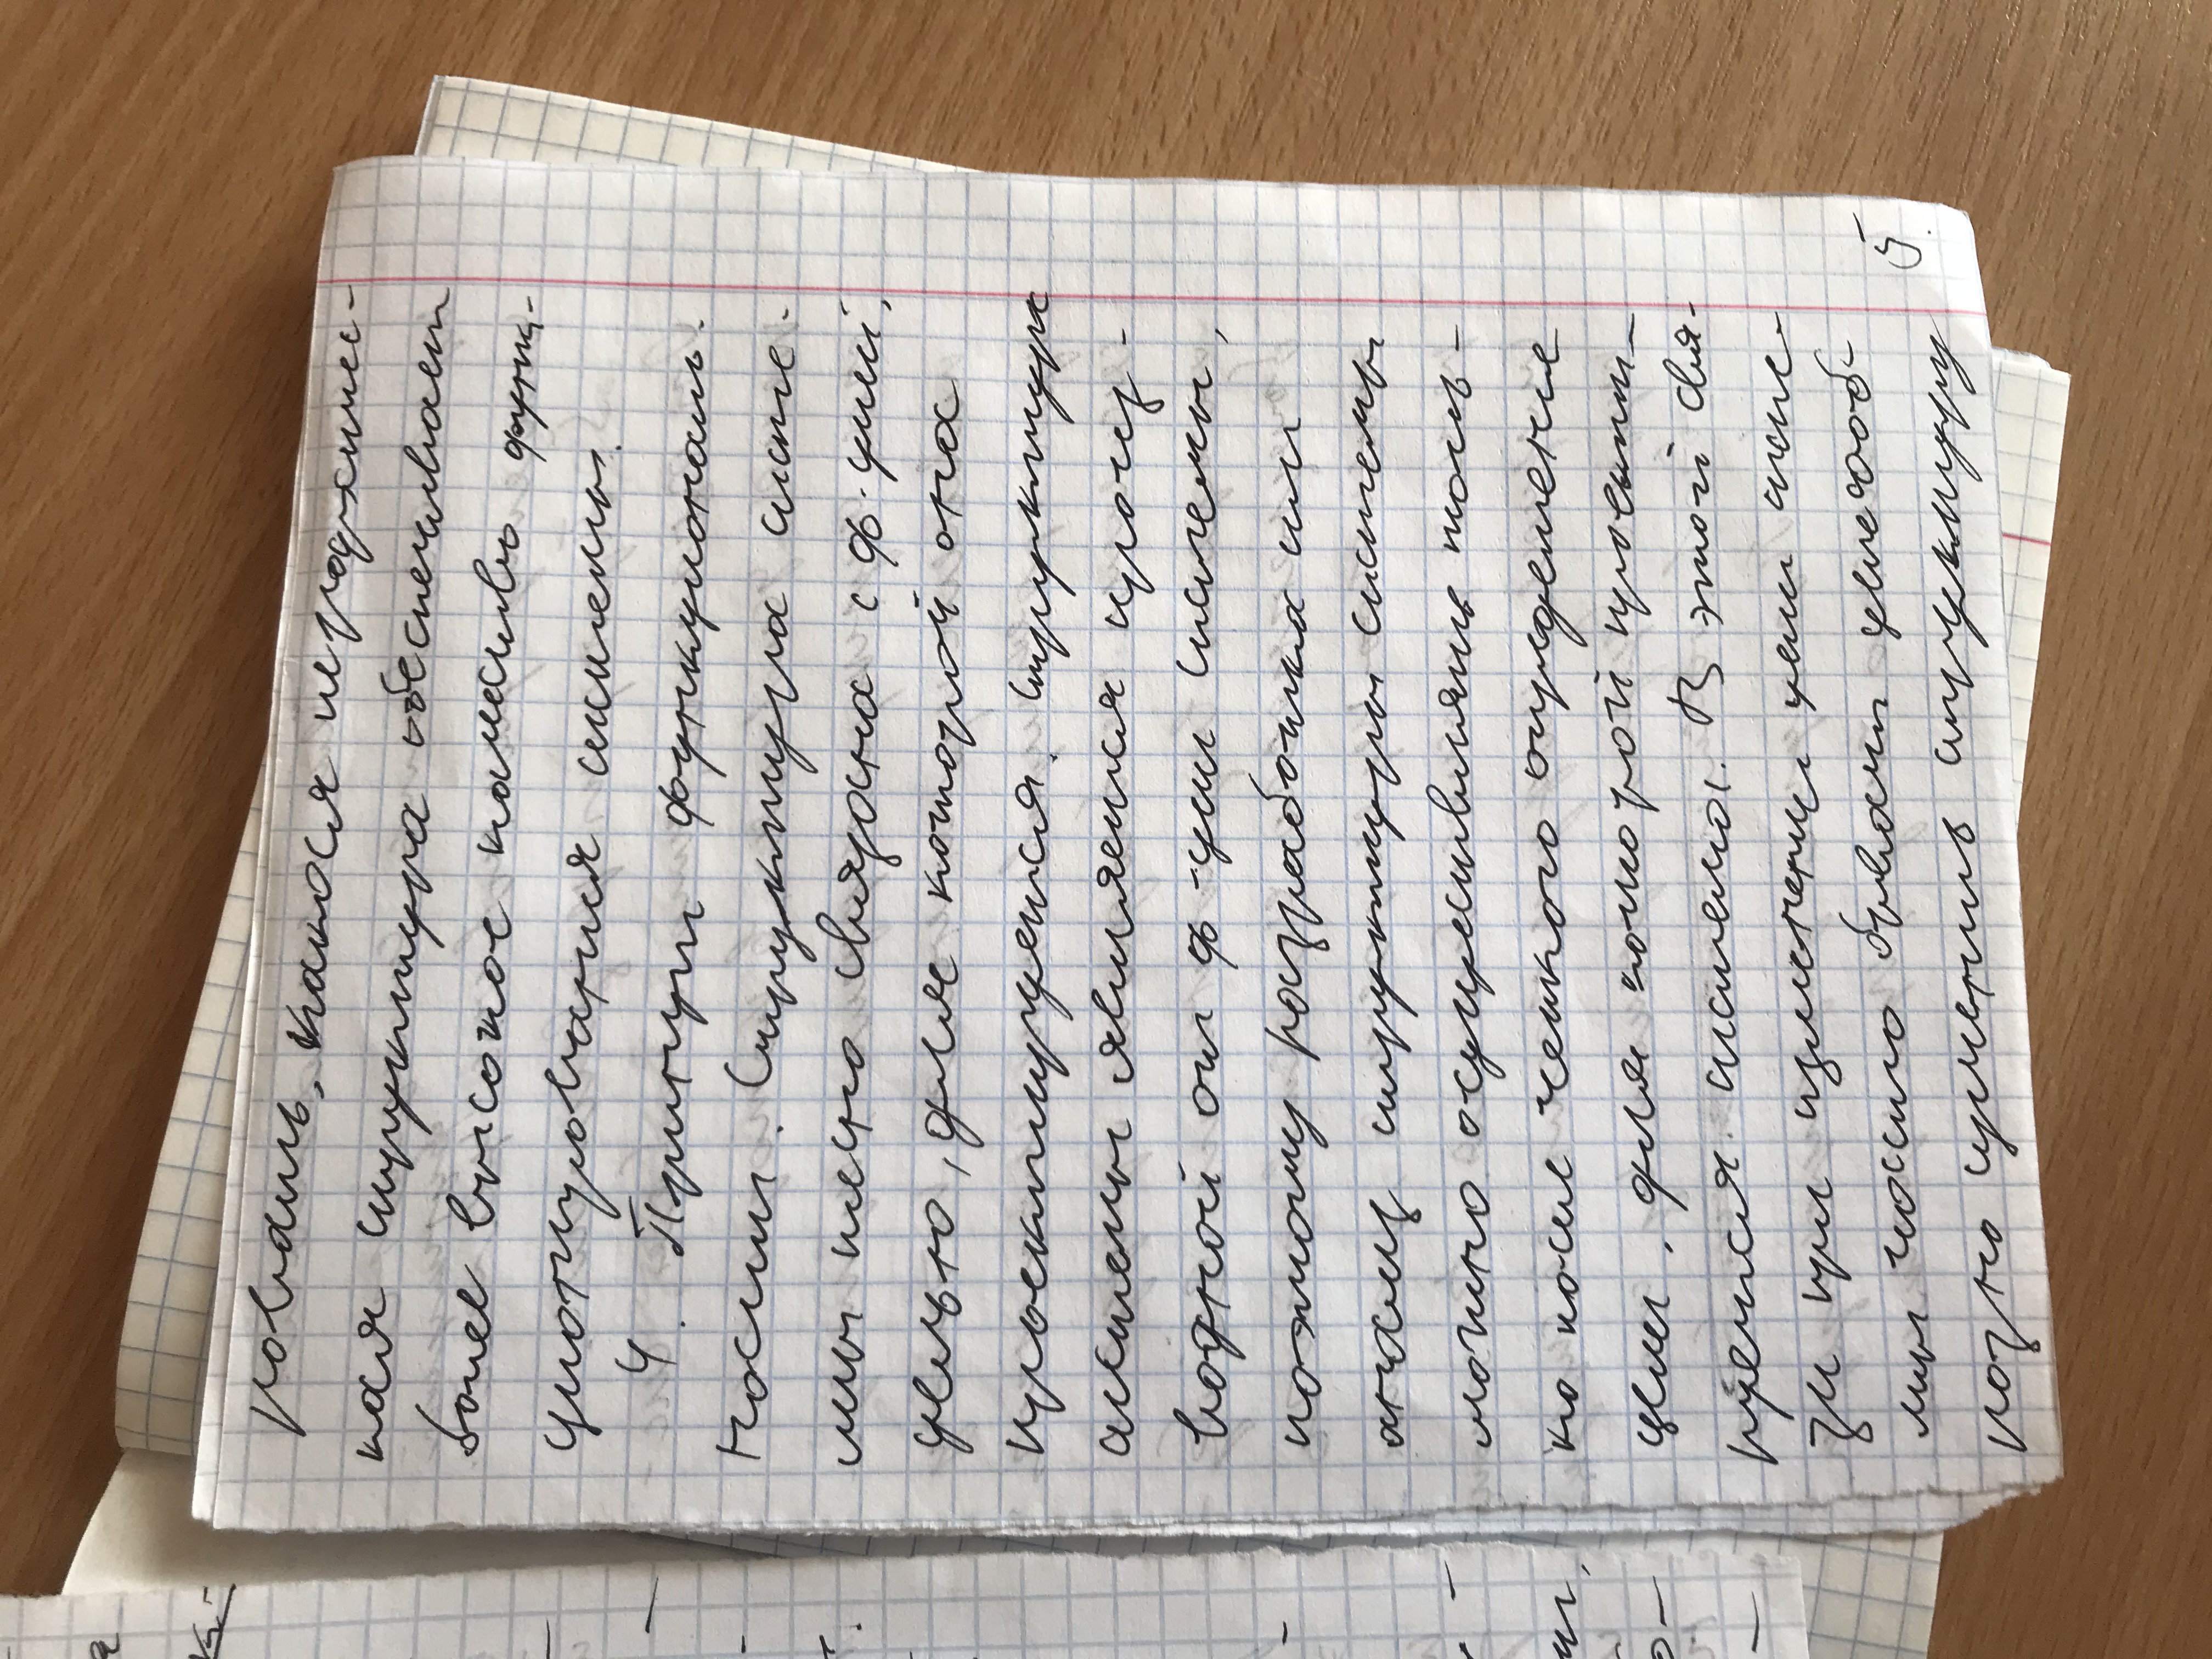 ровать, какая иерархичес-
кая структура обеспечивает
более высокое качество функ-
ционирования системы.
4. Принцип функциональ-
ности. Структура систе-
мы тесно связана с ф-цией,
целью, для которой она
проектируется. Структура
системы является произ-
водной от ф-ции системы,
поэтому разработка или
анализ структуры системы
можно осуществлять толь-
ко после четкого определения
цели, для которой проекти-
руется система. В этой свя-
зи при изменении цели систе-
мы часто бывает целесооб-
разно изменить структуру
5.